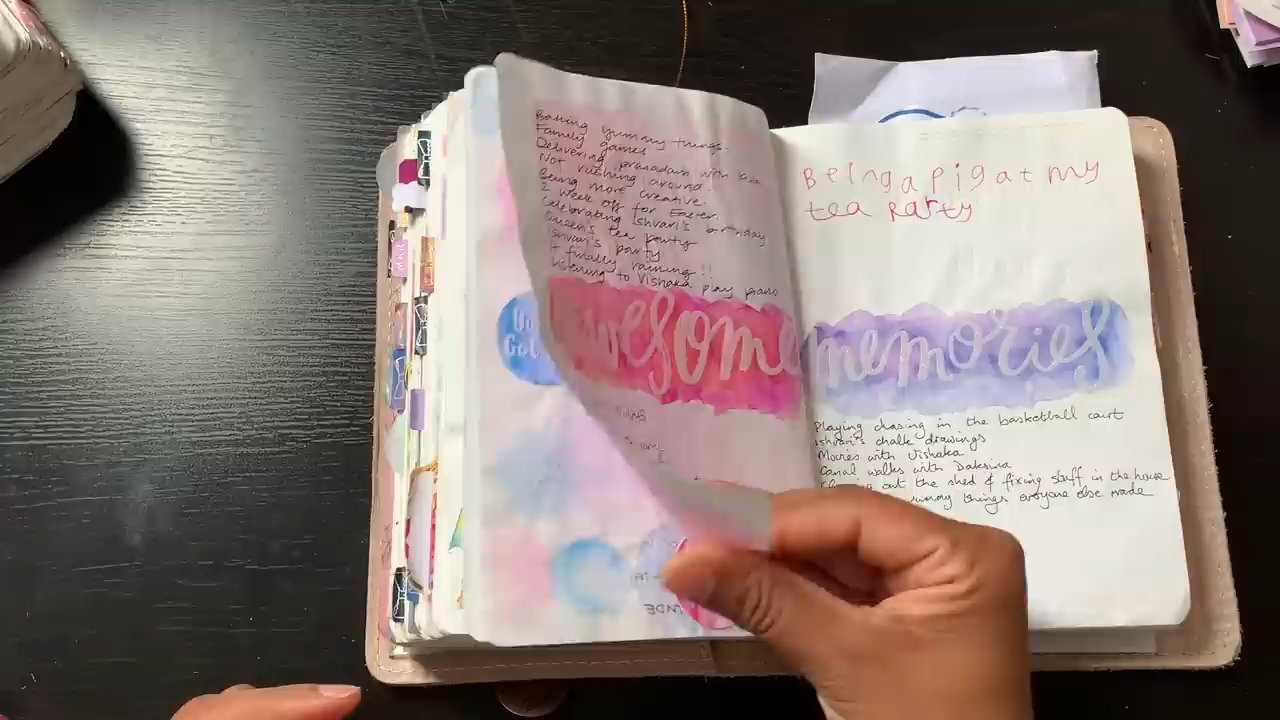 Baking yummy things.
Family games
Delivering prasadam with
Not rushing around.
Being more creative.
2 week off for Easter.
Celebrating Ishvari's birthday
Queen's tea party
Ishvari's party
+ finally raining!!
Listening to Vishaka play piano
awesome memories
Being a pig at my
tea party
Playing chasing in the basketball court
Ishvari's chalk drawings
Movies with Vishaka
Canal walks with Daksina
out the shed & fixing stuff in the house
yummy things everyone else made